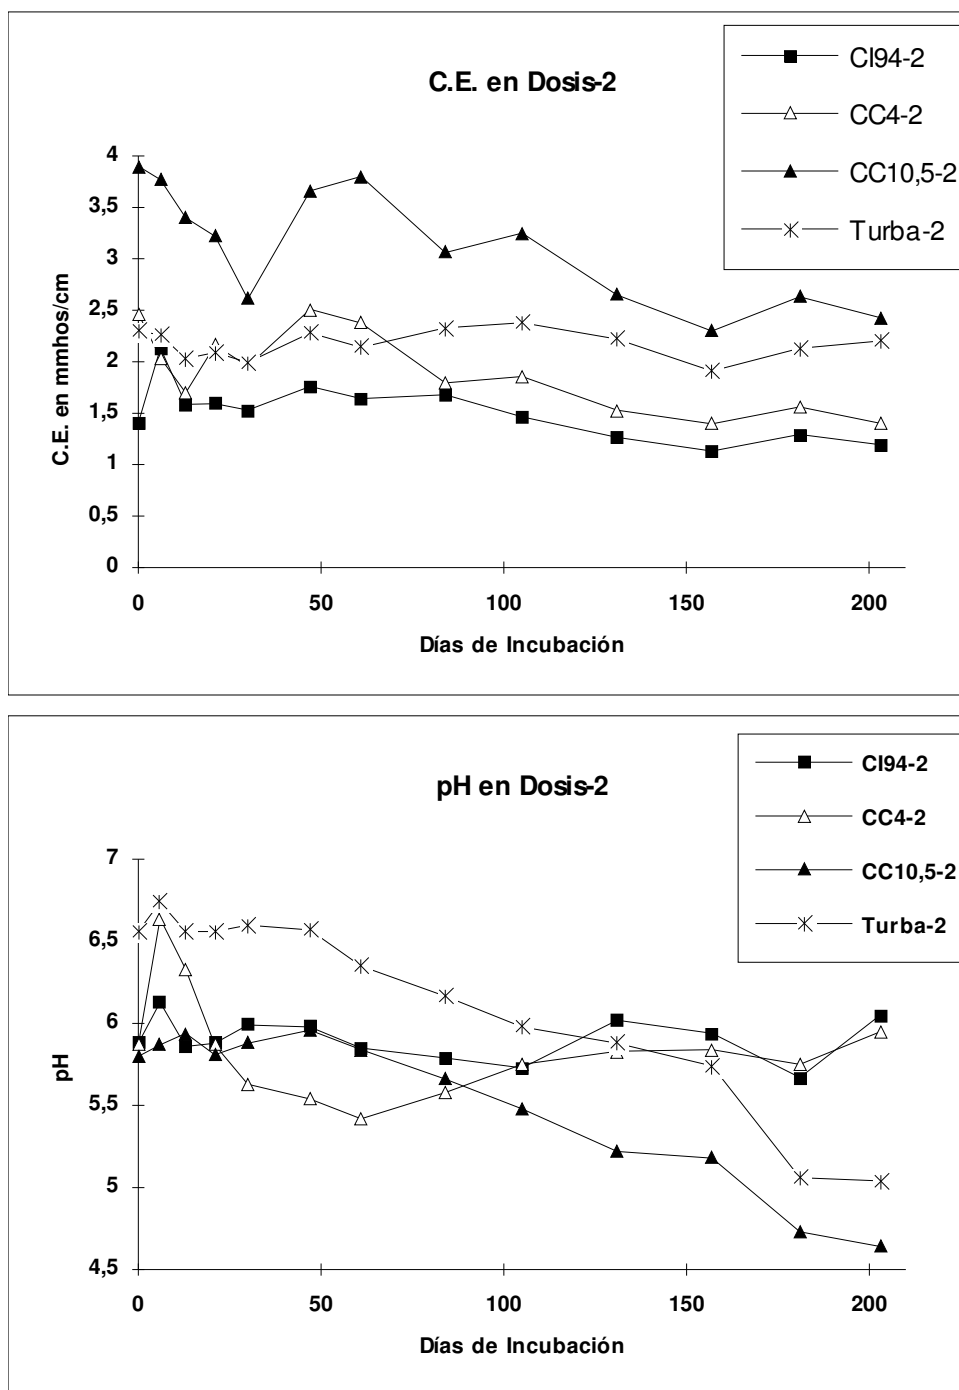 C.E. en Dosis-2
CI94-2
CC4-2
CC10,5-2
Turba-2
C.E. en mmhos/cm
4
3,5
3
2,5
2
1,5
1
0,5
0
0 50 100 150 200
Días de Incubación
pH en Dosis-2
CI94-2
CC4-2
CC10,5-2
Turba-2
pH
7
6,5
6
5,5
5
4,5
0 50 100 150 200
Días de Incubación